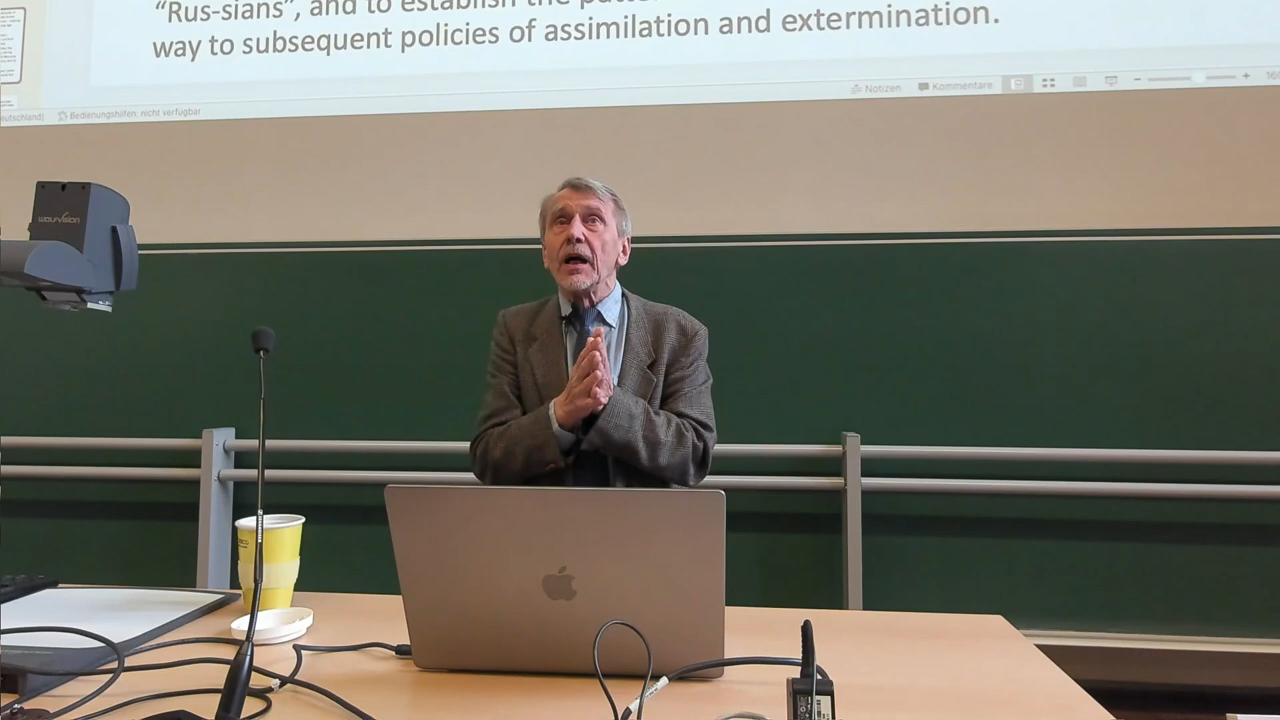 “Rus-sians”, and to establish the
way to subsequent policies of assimilation and extermination.
Notizen Kommentare
Bedienungshilfen: nicht verfügbar
wolfvision